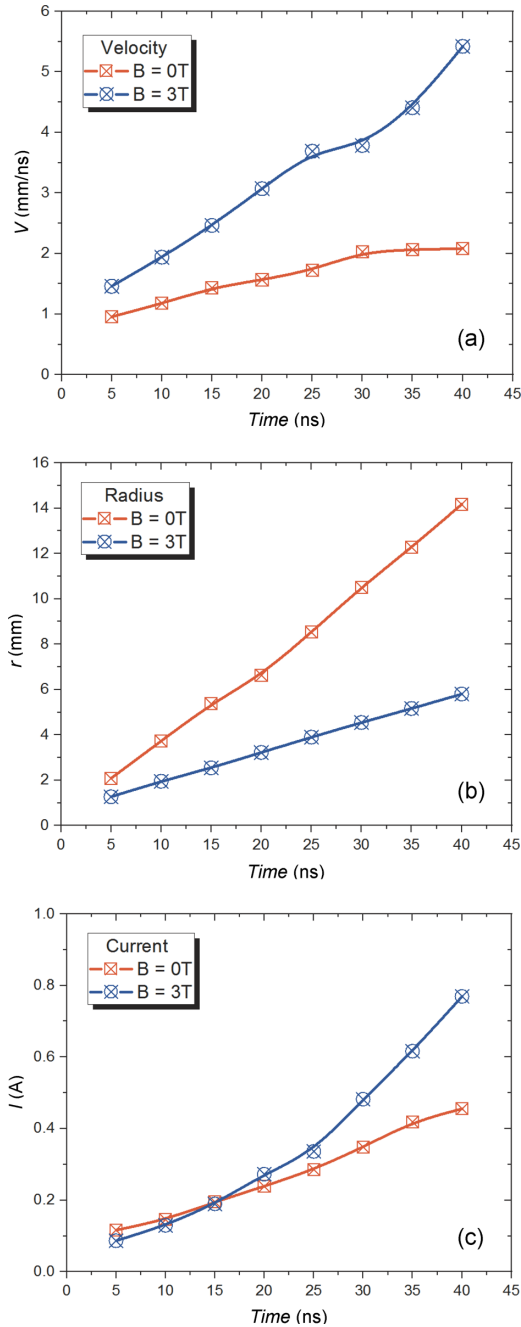 6
5
4
3
2
1
0
V (mm/ns)
Velocity
B = 0T
B = 3T
(a)
0 5 10 15 20 25 30 35 40 45
Time (ns)
16
14
12
10
8
6
4
2
0
r (mm)
Radius
B = 0T
B = 3T
(b)
0 5 10 15 20 25 30 35 40 45
Time (ns)
1.0
0.8
0.6
0.4
0.2
0.0
I (A)
Current
B = 0T
B = 3T
(c)
0 5 10 15 20 25 30 35 40 45
Time (ns)